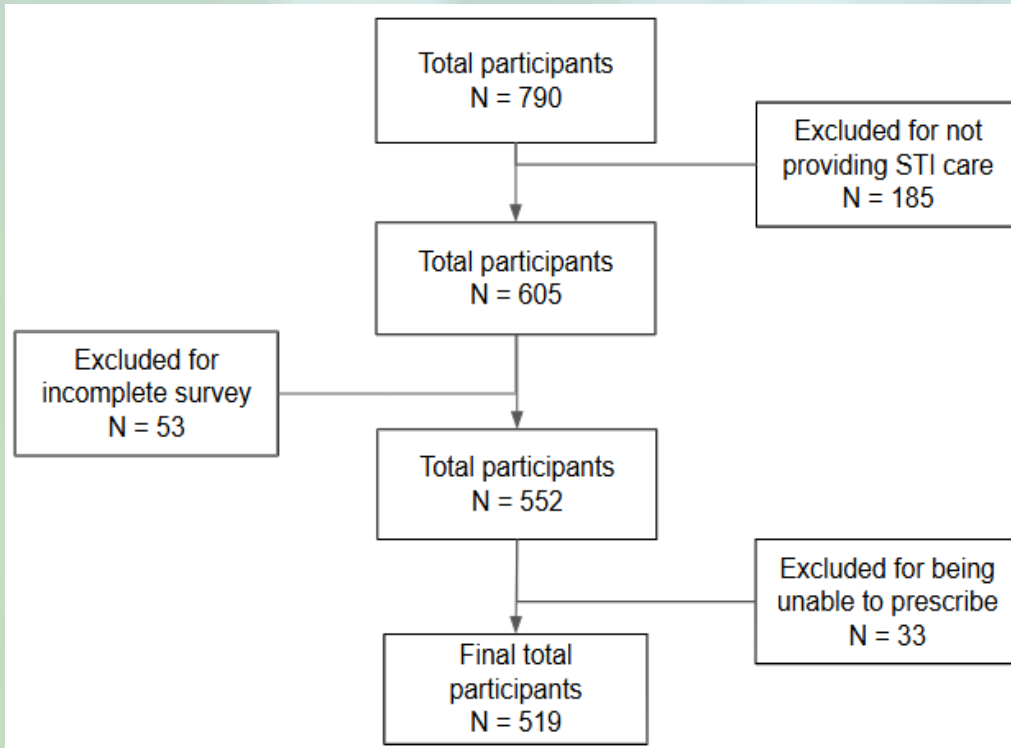 Total participants
N = 790
Excluded for not
providing STI care
N = 185
Total participants
N = 605
Excluded for
incomplete survey
N = 53
Total participants
N = 552
Excluded for being
unable to prescribe
N = 33
Final total
participants
N = 519